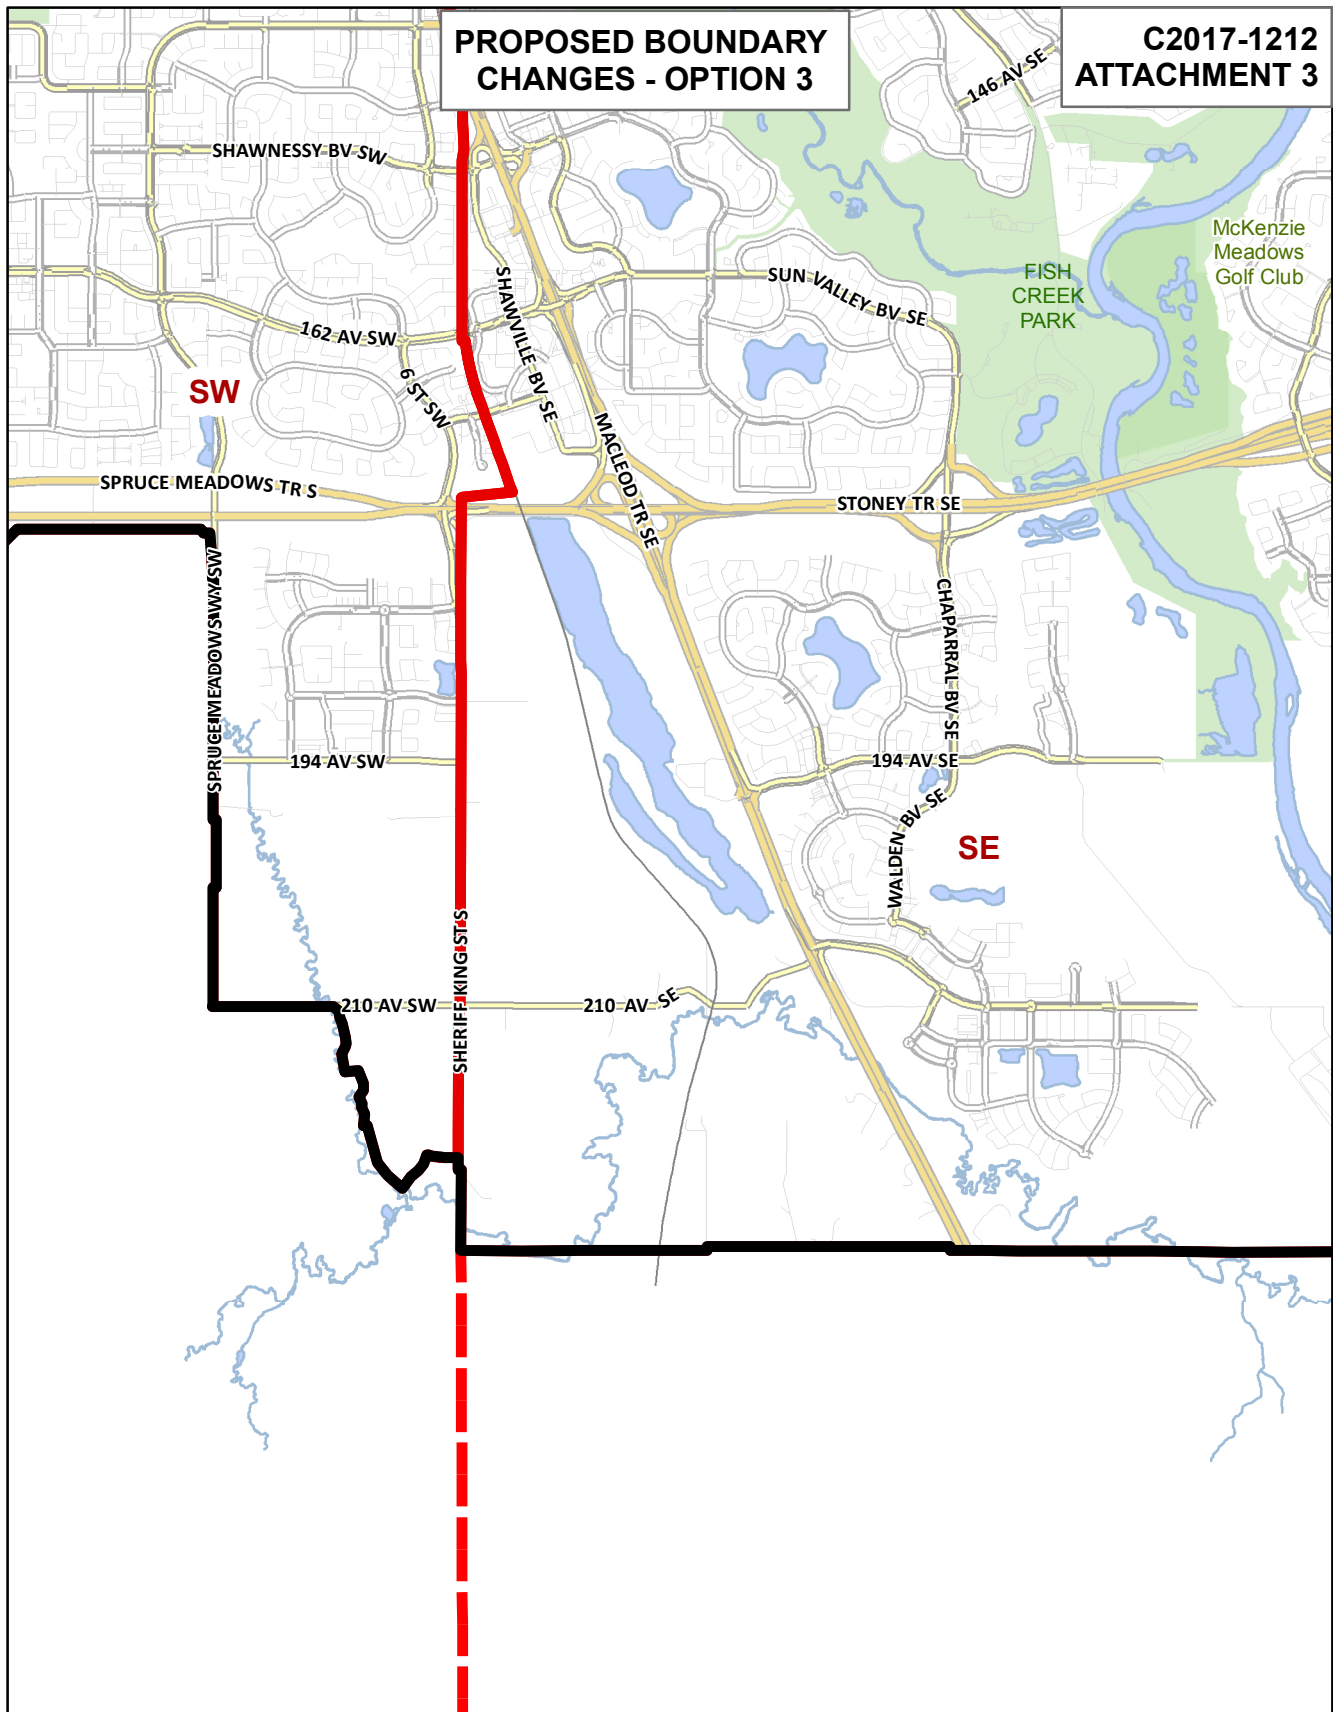 PROPOSED BOUNDARY
CHANGES - OPTION 3
C2017-1212
ATTACHMENT 3
146 AV SE
SHAWNESSY BV SW
McKenzie
Meadows
Golf Club
FISH
CREEK
PARK
SUN VALLEY BV SE
SHAWVILLE BV SE
162 AV SW
6 ST SW
SW
MACLEOD TR SE
SPRUCE MEADOWS TR S
STONEY TR SE
SPRUCE MEADOWS WY SW
CHAPARRAL BV SE
194 AV SW
194 AV SE
WALDEN BV SE
SE
SHERIFF KING ST S
210 AV SW
210 AV SE